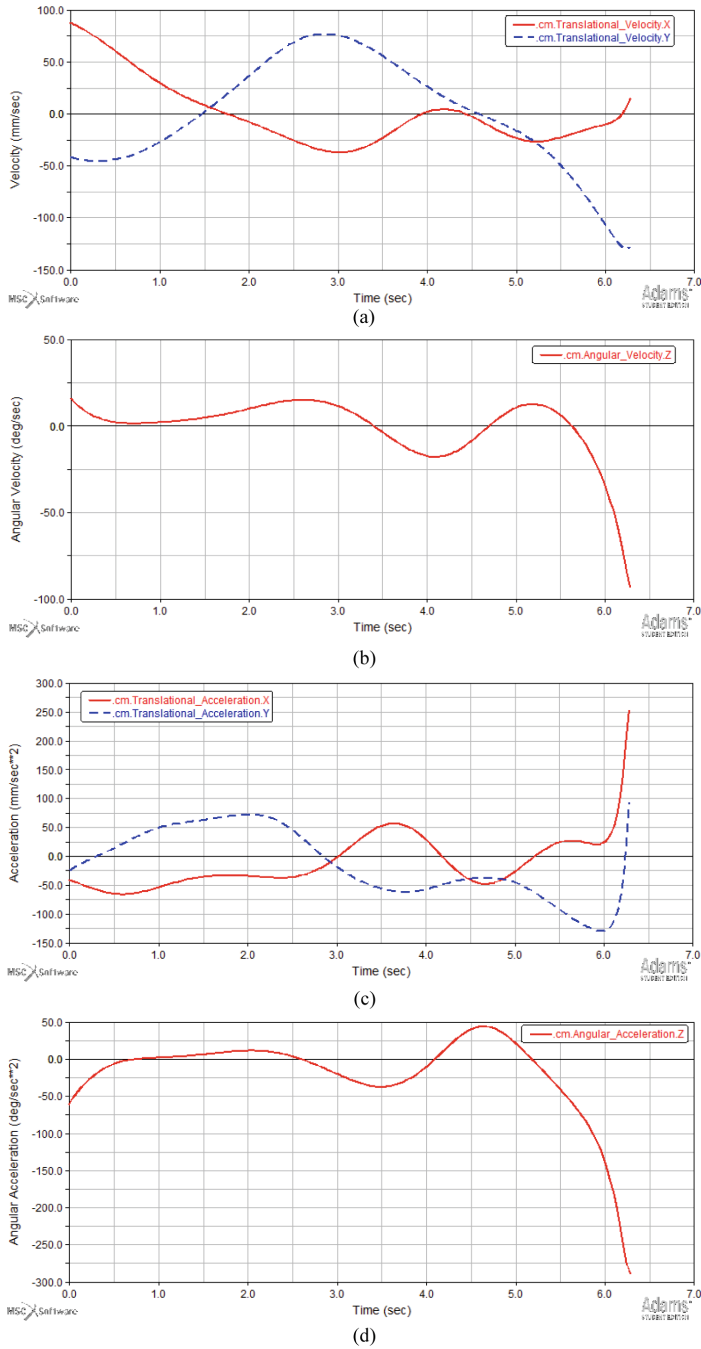 100.0
.cm.Translational_Velocity.X
.cm.Translational_Velocity.Y
50.0
0.0
-50.0
-100.0
-150.0
Velocity (mm/sec)
0.0 1.0 2.0 3.0 4.0 5.0 6.0 7.0
MSC Software
Time (sec)
Adams
STUDENT EDITION
(a)
50.0
.cm.Angular_Velocity.Z
0.0
-50.0
-100.0
Angular Velocity (deg/sec)
0.0 1.0 2.0 3.0 4.0 5.0 6.0 7.0
MSC Software
Time (sec)
Adams
STUDENT EDITION
(b)
300.0
.cm.Translational_Acceleration.X
.cm.Translational_Acceleration.Y
250.0
200.0
150.0
100.0
50.0
0.0
-50.0
-100.0
-150.0
Acceleration (mm/sec**2)
0.0 1.0 2.0 3.0 4.0 5.0 6.0 7.0
MSC Software
Time (sec)
Adams
STUDENT EDITION
(c)
50.0
.cm.Angular_Acceleration.Z
0.0
-50.0
-100.0
-150.0
-200.0
-250.0
-300.0
Angular Acceleration (deg/sec**2)
0.0 1.0 2.0 3.0 4.0 5.0 6.0 7.0
MSC Software
Time (sec)
Adams
STUDENT EDITION
(d)